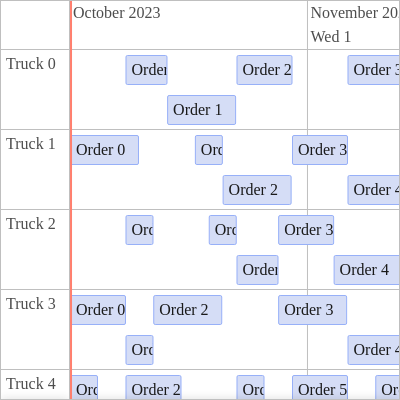 October 2023
November 20
Wed 1
Truck 0
Order
Order 2
Order 3
Order 1
Truck 1
Order 0
Ord
Order 3
Order 2
Order 4
Truck 2
Ord
Ord
Order 3
Order
Order 4
Truck 3
Order 0
Order 2
Order 3
Ord
Order 4
Truck 4
Ord
Order 2
Ord
Order 5
Ord